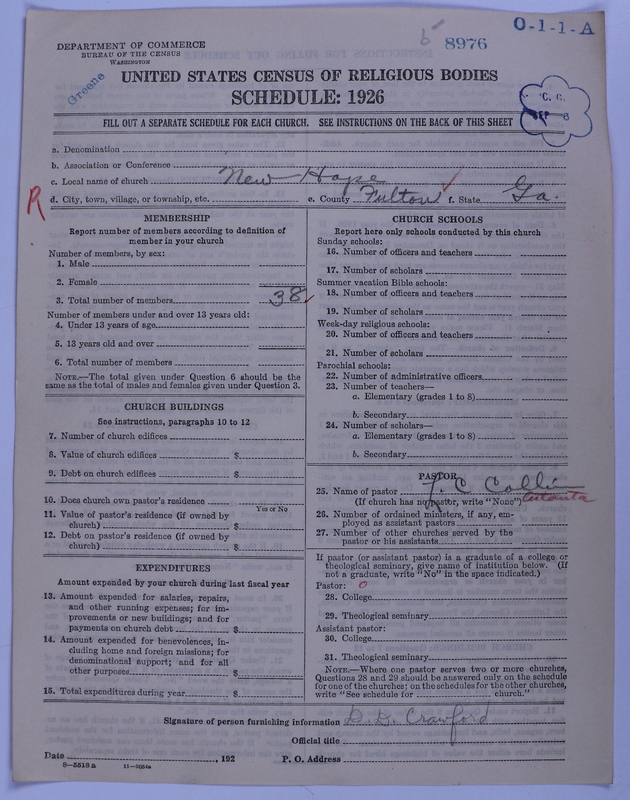 DEPARTMENT OF COMMERCE
BUREAU OF THE CENSUS
WASHINGTON
8976
O-1-1-A
Greene
UNITED STATES CENSUS OF RELIGIOUS BODIES
SCHEDULE: 1926
C. C.
SEP 8
FILL OUT A SEPARATE SCHEDULE FOR EACH CHURCH. SEE INSTRUCTIONS ON THE BACK OF THIS SHEET
a. Denomination
b. Association or Conference
c. Local name of church New Hope
R
d. City, town, village, or township, etc. e. County Fulton f. State Ga.
MEMBERSHIP
Report number of members according to definition of
member in your church
Number of members, by sex:
1. Male
2. Female
3. Total number of members 38
Number of members under and over 13 years old:
4. Under 13 years of age
5. 13 years old and over
6. Total number of members
NOTE.—The total given under Question 6 should be the
same as the total of males and females given under Question 3.
CHURCH BUILDINGS
See instructions, paragraphs 10 to 12
7. Number of church edifices
8. Value of church edifices $
9. Debt on church edifices $
10. Does church own pastor's residence
Yes or No
11. Value of pastor's residence (if owned by
church) $
12. Debt on pastor's residence (if owned by
church) $
EXPENDITURES
Amount expended by your church during last fiscal year
13. Amount expended for salaries, repairs,
and other running expenses; for im-
provements or new buildings; and for
payments on church debt $
14. Amount expended for benevolences, in-
cluding home and foreign missions; for
denominational support; and for all
other purposes $
15. Total expenditures during year $
CHURCH SCHOOLS
Report here only schools conducted by this church
Sunday schools:
16. Number of officers and teachers
17. Number of scholars
Summer vacation Bible schools:
18. Number of officers and teachers
19. Number of scholars
Week-day religious schools:
20. Number of officers and teachers
21. Number of scholars
Parochial schools:
22. Number of administrative officers
23. Number of teachers—
a. Elementary (grades 1 to 8)
b. Secondary
24. Number of scholars—
a. Elementary (grades 1 to 8)
b. Secondary
PASTOR
25. Name of pastor C Collin
(If church has no pastor, write "None") Atlanta
26. Number of ordained ministers, if any, em-
ployed as assistant pastors
27. Number of other churches served by the
pastor or his assistants
If pastor (or assistant pastor) is a graduate of a college or
theological seminary, give name of institution below. (If
not a graduate, write "No" in the space indicated.)
Pastor: 0
28. College
29. Theological seminary
Assistant pastor:
30. College
31. Theological seminary
NOTE.—Where one pastor serves two or more churches,
Questions 28 and 29 should be answered only on the schedule
for one of the churches; on the schedules for the other churches,
write "See schedule for church."
Signature of person furnishing information B. D. Crawford
Official title
Date , 192 P. O. Address
8—5518 a 11—9054a